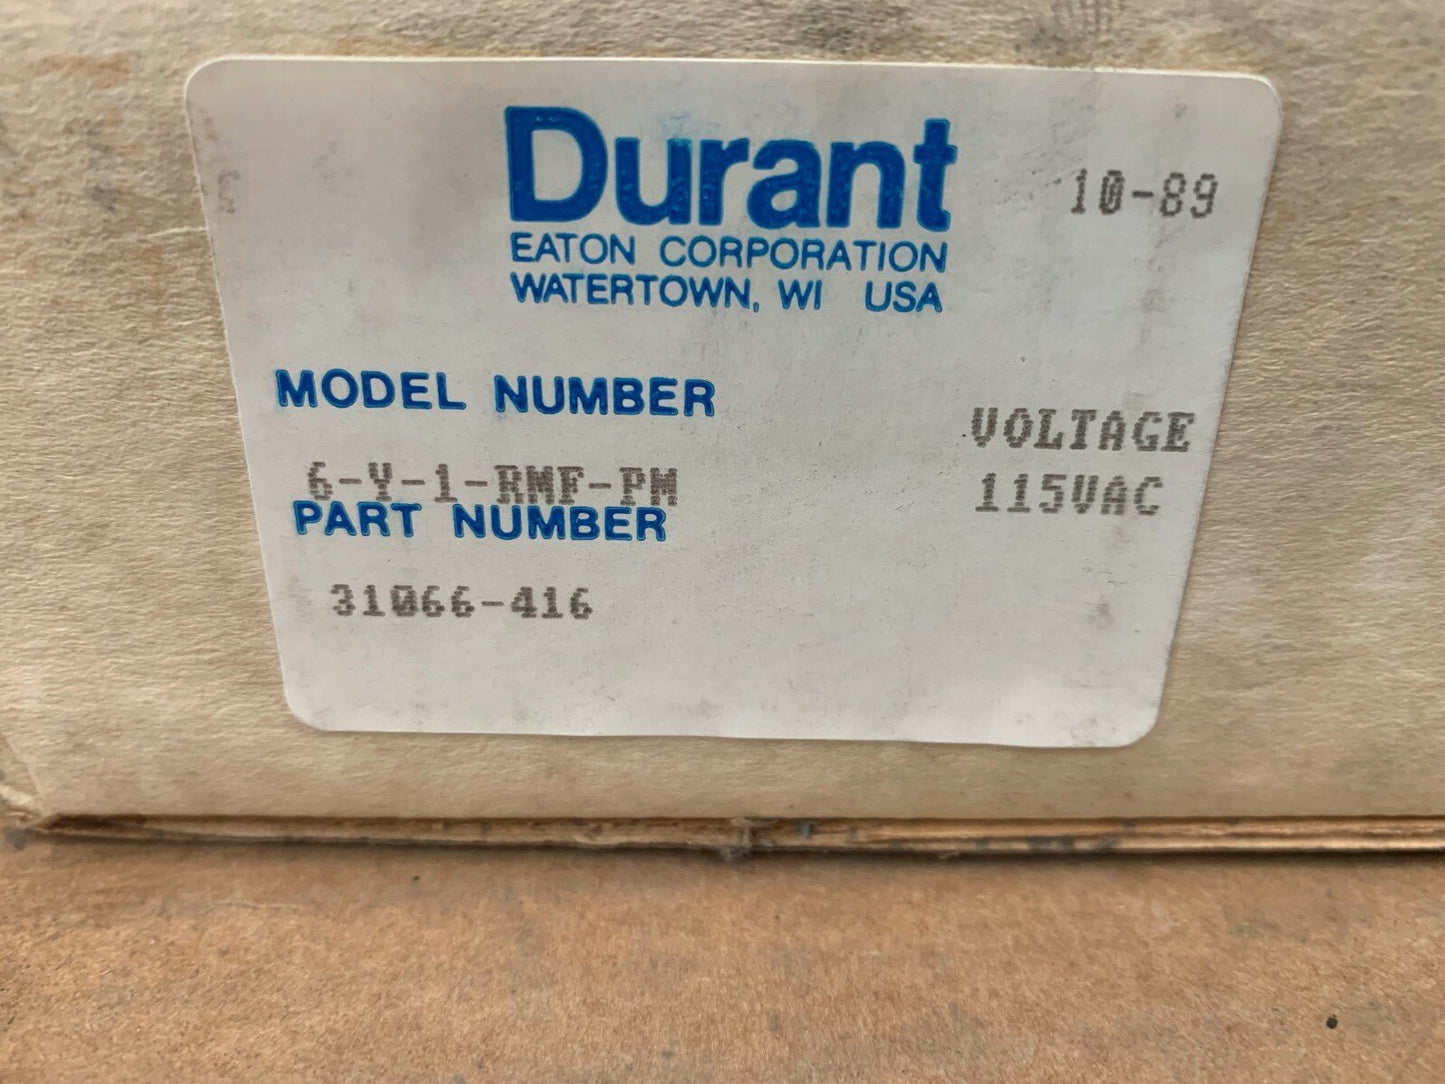 Durant
10-89
EATON CORPORATION
WATERTOWN, WI USA
MODEL NUMBER
VOLTAGE
6-Y-1-RMF-PM
115VAC
PART NUMBER
31066-416